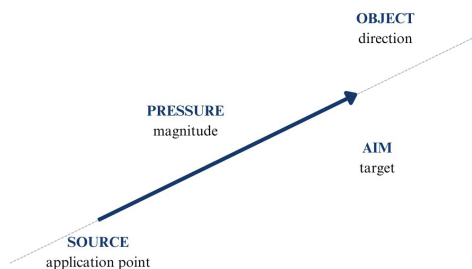 OBJECT
direction
PRESSURE
magnitude
AIM
target
SOURCE
application point